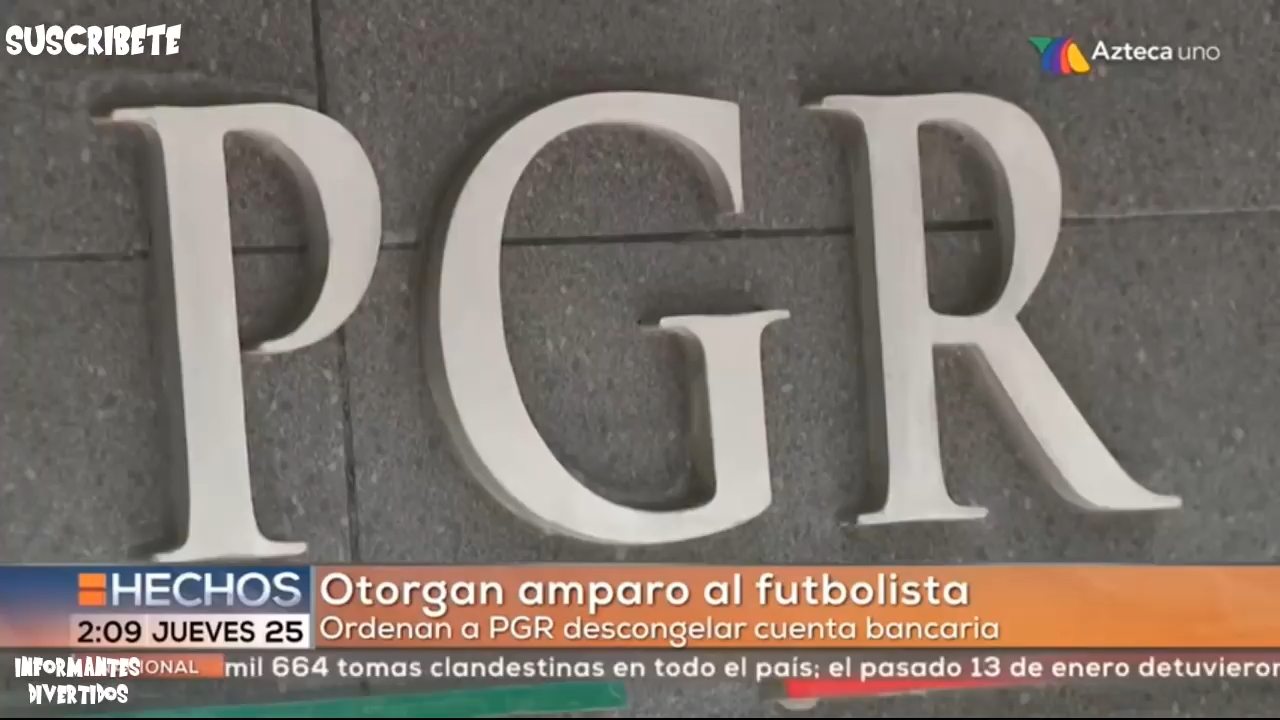 SUSCRIBETE
Azteca uno
PGR
HECHOS
Otorgan amparo al futbolista
2:09 JUEVES 25
Ordenan a PGR descongelar cuenta bancaria
mil 664 tomas clandestinas en todo el país; el pasado 13 de enero detuvieron
INFORMANTES
DIVERTIDOS